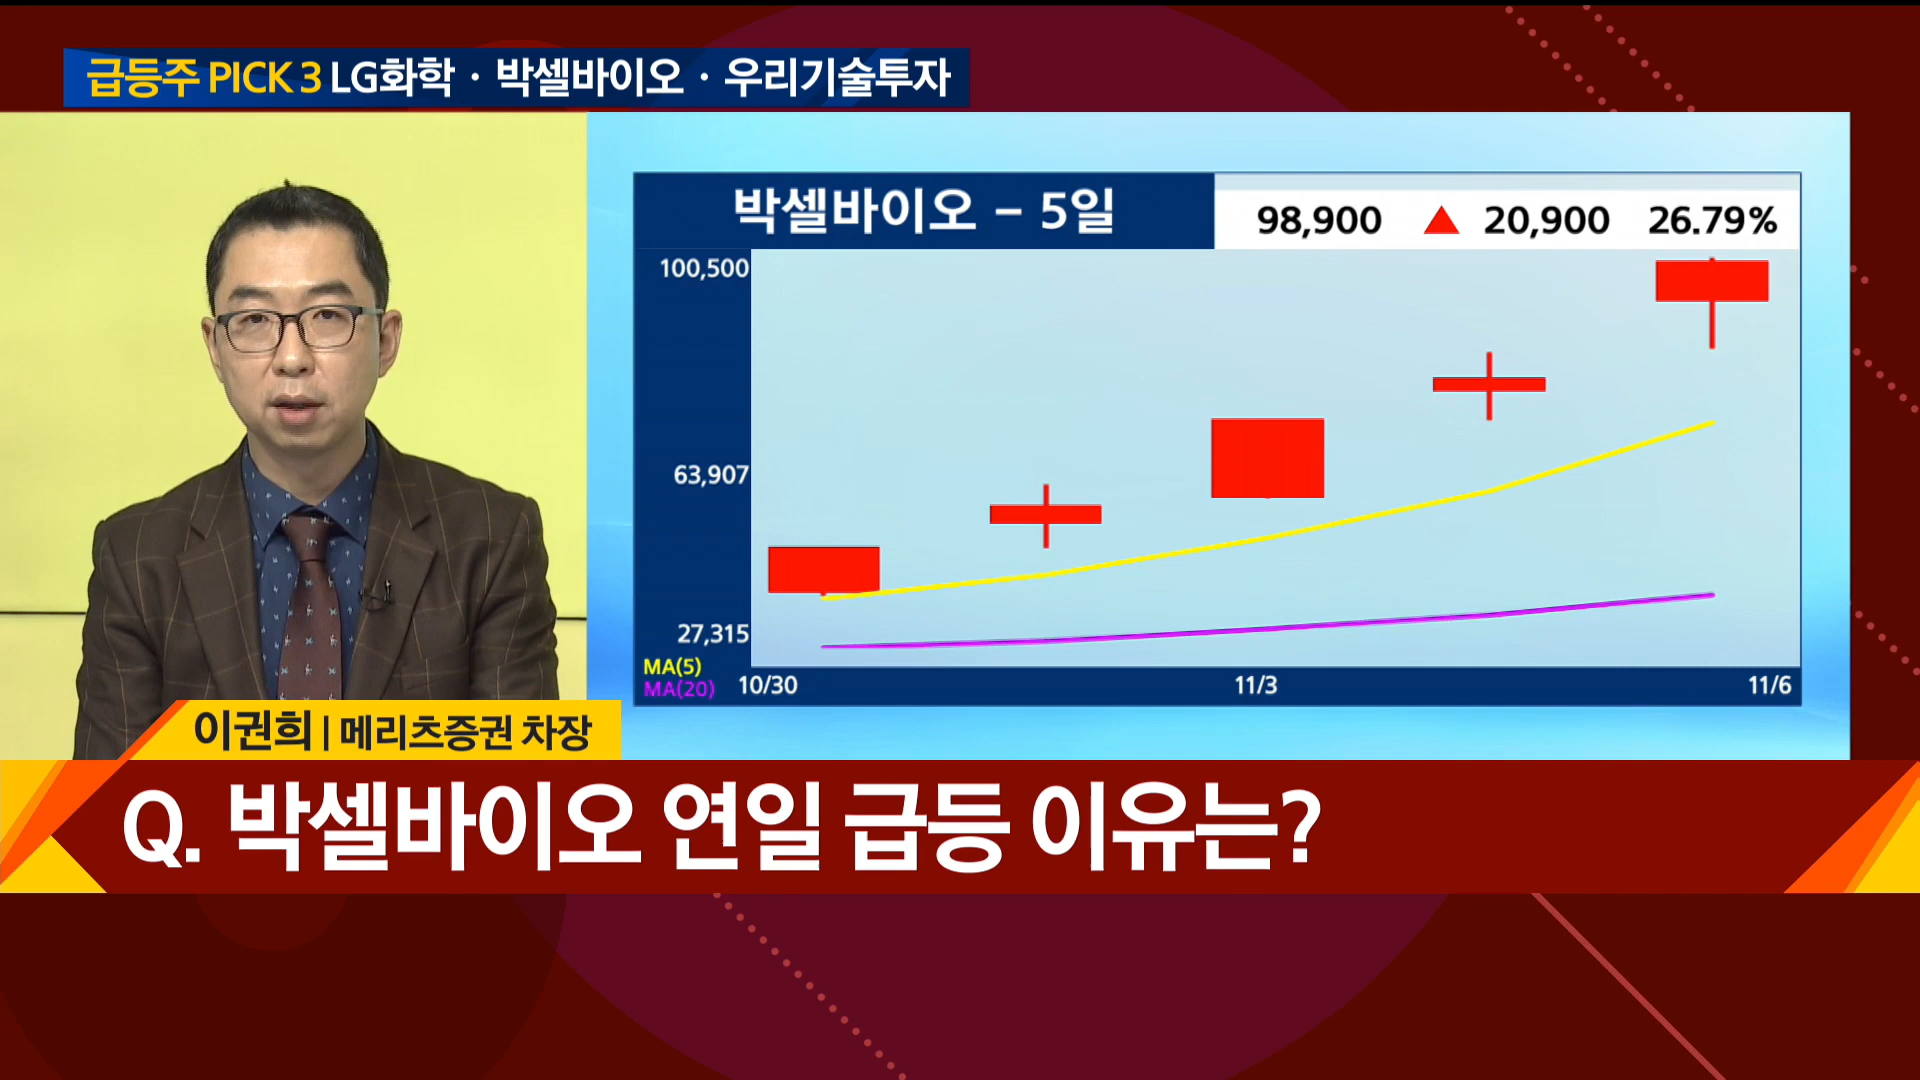 급등주 PICK 3 LG화학 · 박셀바이오 · 우리기술투자
박셀바이오 – 5일
98,900 ▲ 20,900 26.79%
100,500
63,907
27,315
MA(5)
MA(20)
10/30 11/3 11/6
이권희 | 메리츠증권 차장
Q. 박셀바이오 연일 급등 이유는?